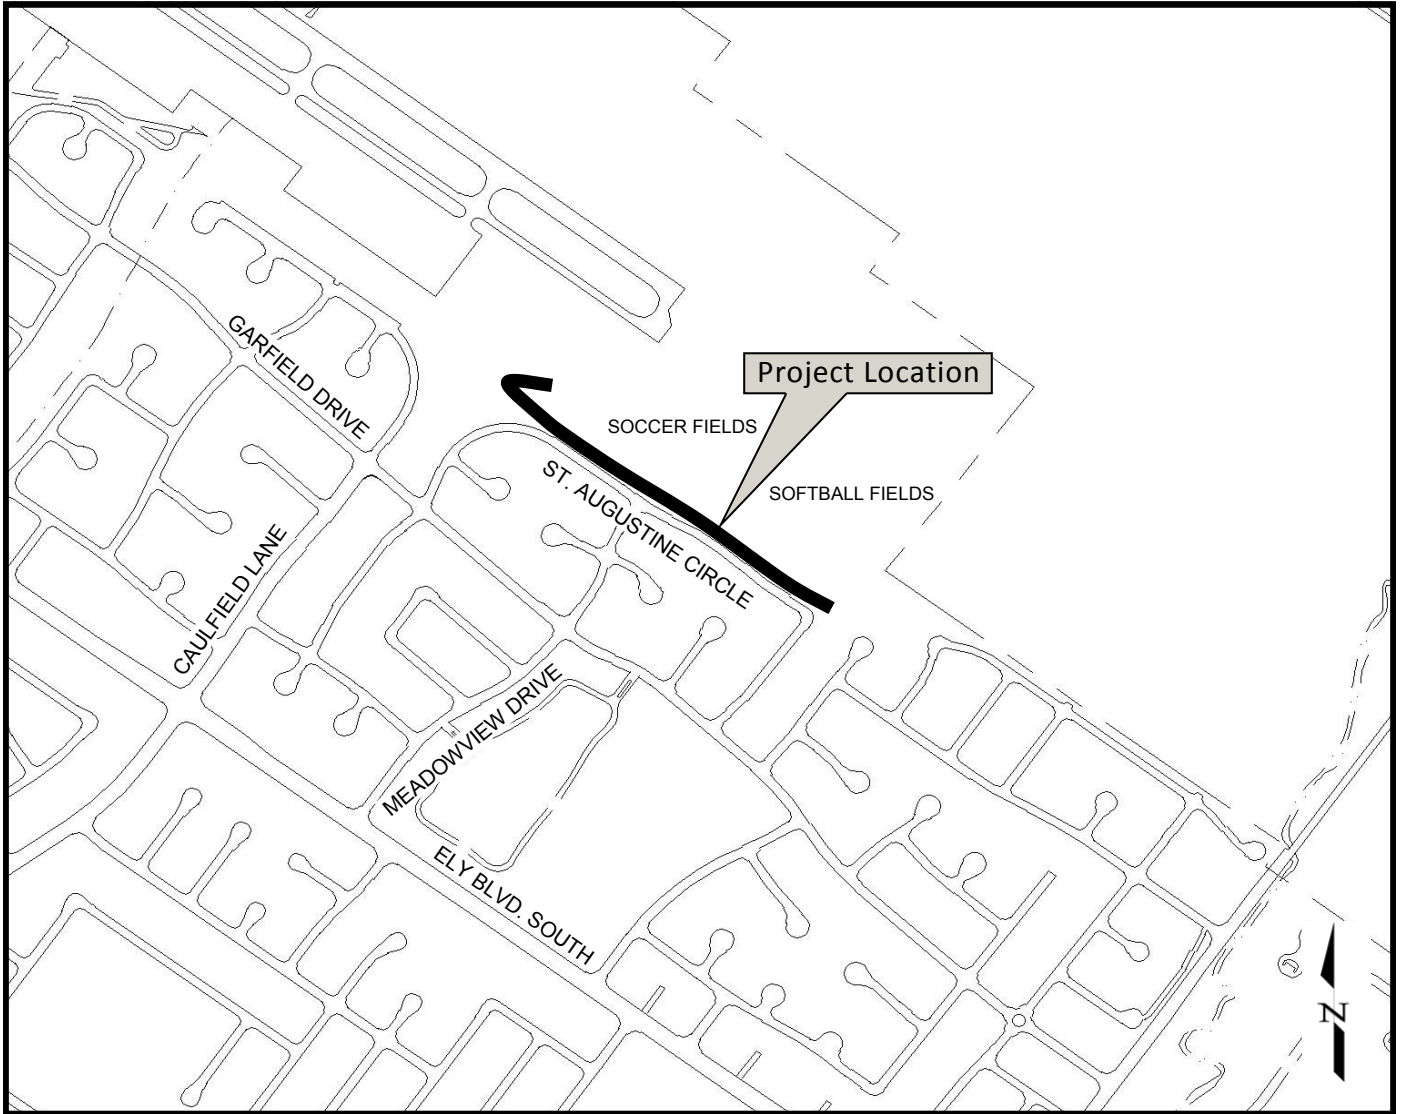 GARFIELD DRIVE
Project Location
SOCCER FIELDS
ST. AUGUSTINE CIRCLE
SOFTBALL FIELDS
CAULFIELD LANE
MEADOWVIEW DRIVE
ELY BLVD. SOUTH
N